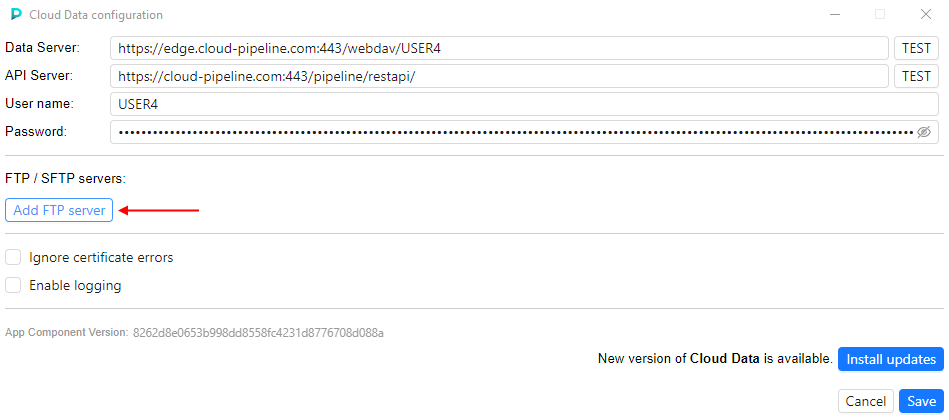 Cloud Data configuration
Data Server: https://edge.cloud-pipeline.com:443/webdav/USER4 TEST
API Server: https://cloud-pipeline.com:443/pipeline/restapi/ TEST
User name: USER4
Password:
FTP / SFTP servers:
Add FTP server
Ignore certificate errors
Enable logging
App Component Version: 8262d8e0653b998dd8558fc4231d8776708d088a
New version of Cloud Data is available. Install updates
Cancel Save